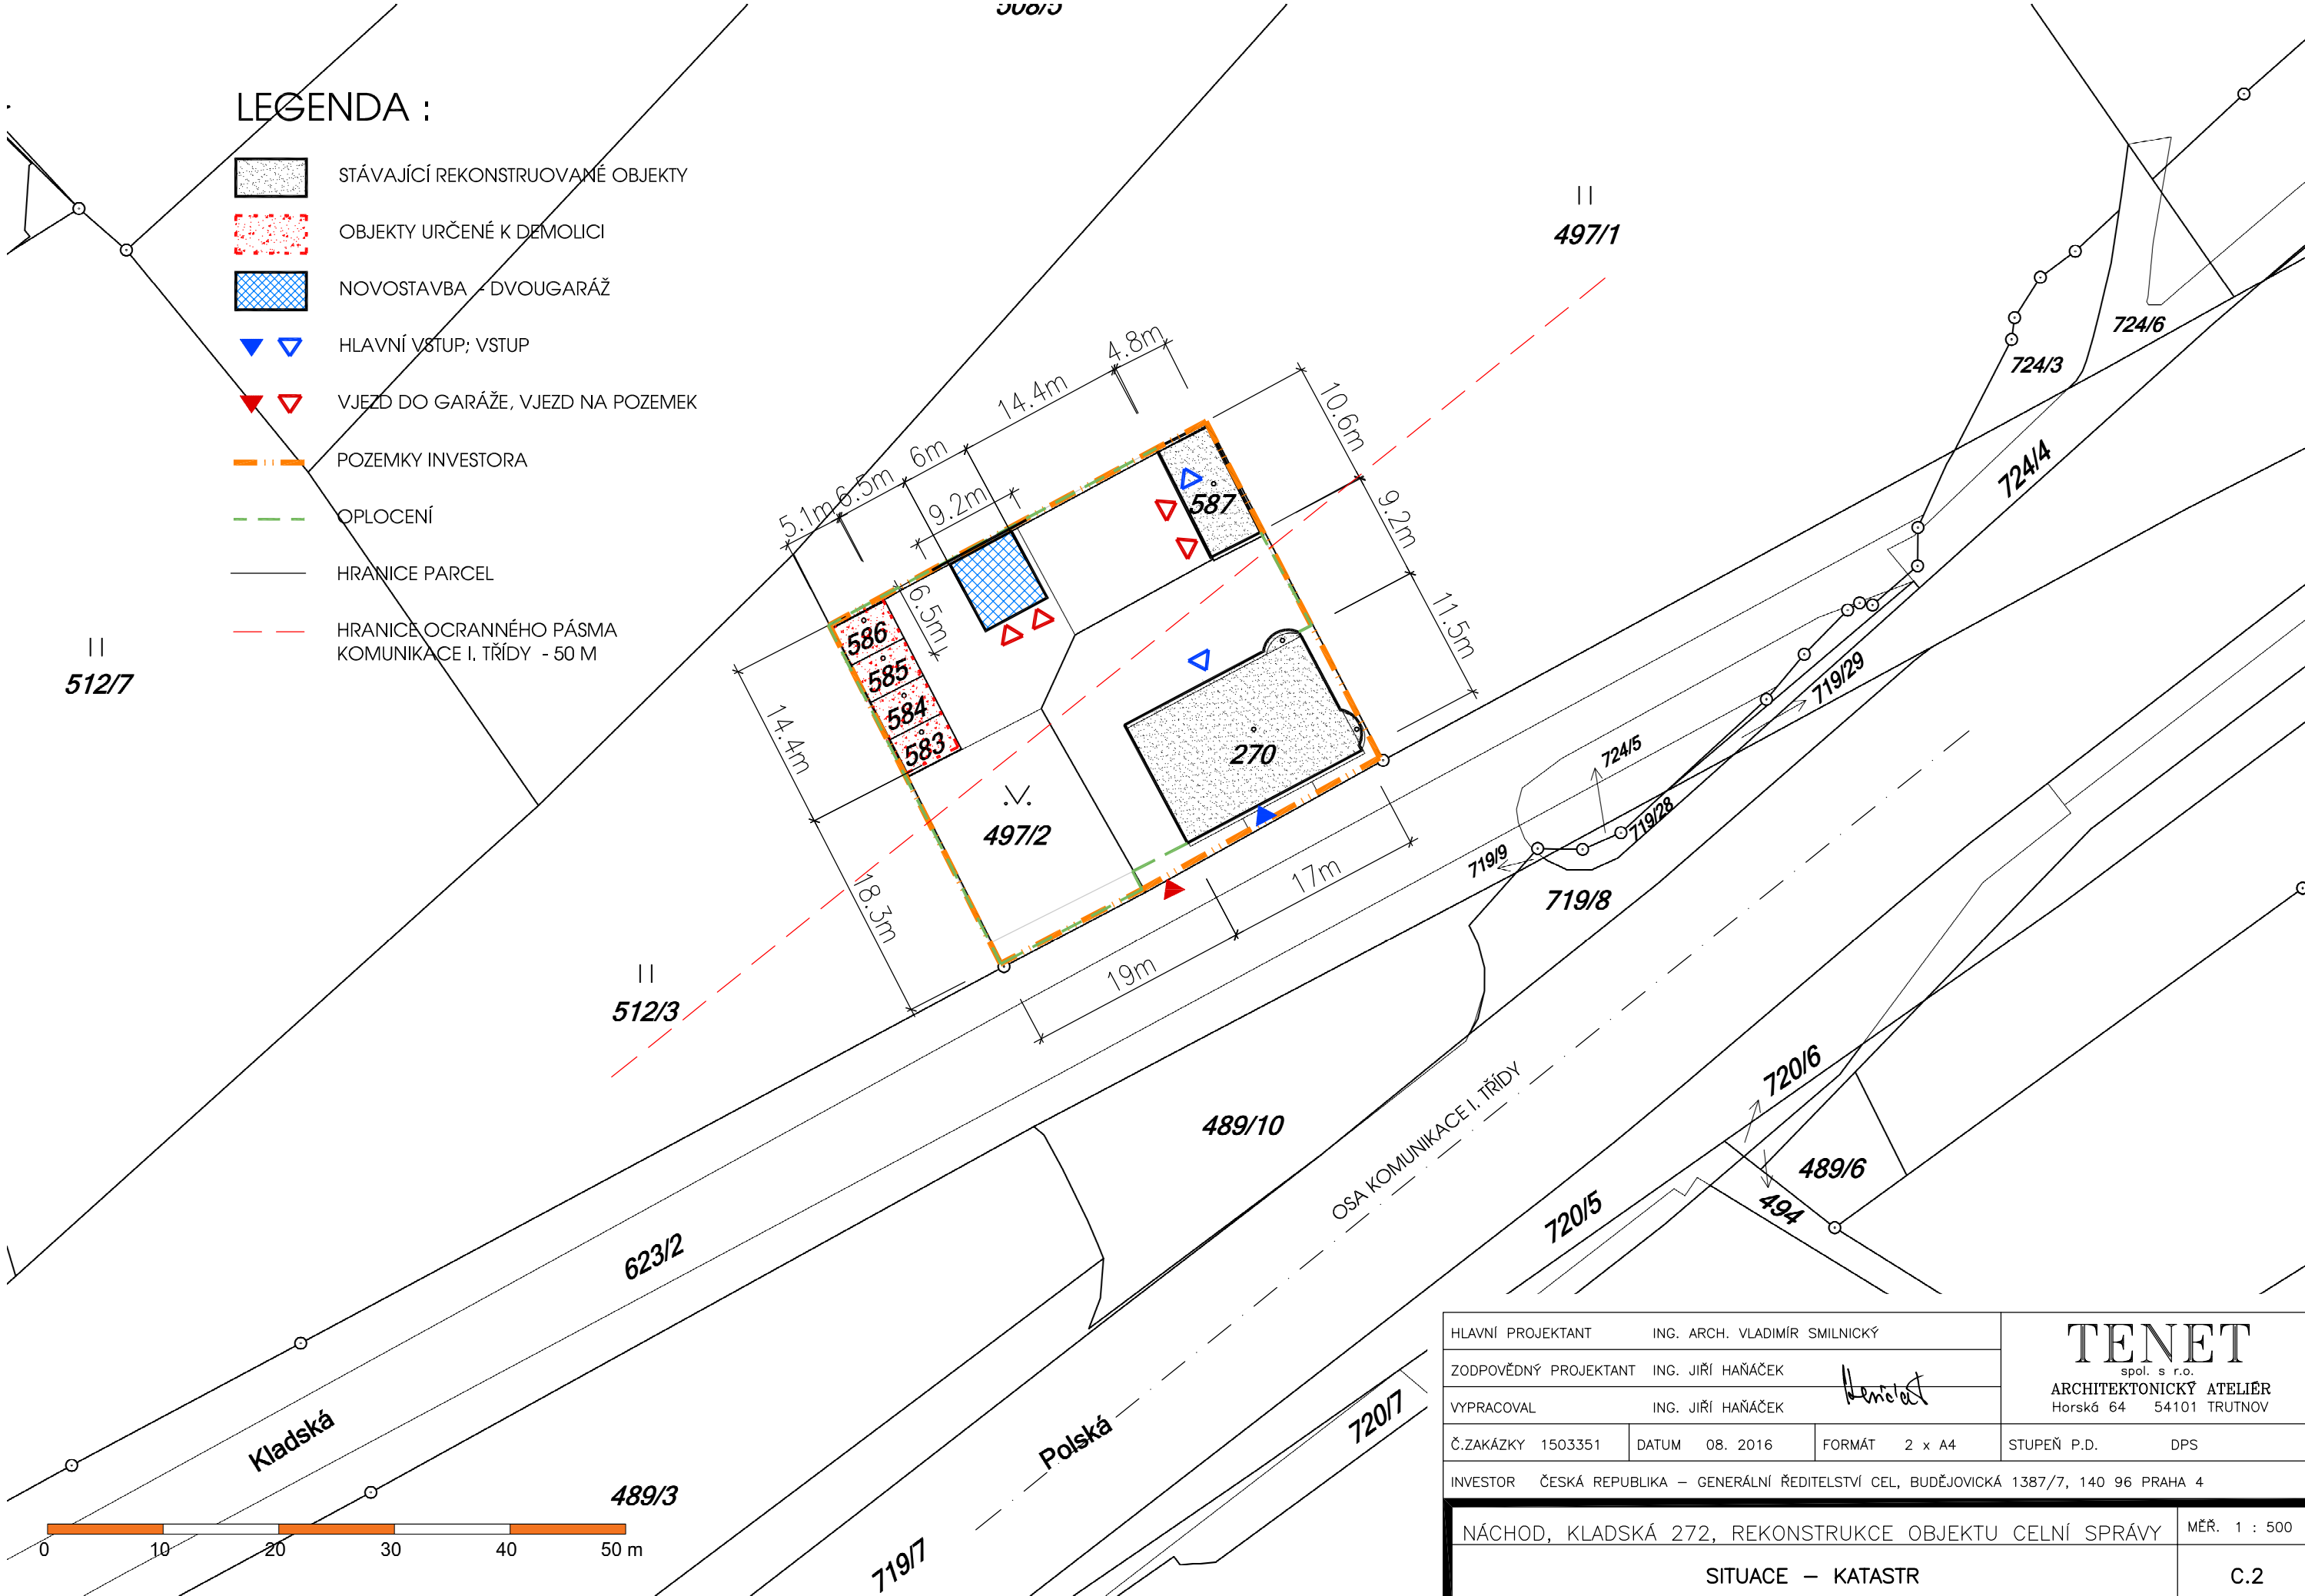 508/5
LEGENDA :
STÁVAJÍCÍ REKONSTRUOVANÉ OBJEKTY
OBJEKTY URČENÉ K DEMOLICI
NOVOSTAVBA - DVOUGARÁŽ
HLAVNÍ VSTUP; VSTUP
VJEZD DO GARÁŽE, VJEZD NA POZEMEK
POZEMKY INVESTORA
OPLOCENÍ
HRANICE PARCEL
HRANICE OCRANNÉHO PÁSMA
KOMUNIKACE I. TŘÍDY - 50 M
497/1
724/6
724/3
724/4
4.8m
14.4m
6m
6.5m
5.1m
9.2m
6.5m
10.6m
9.2m
11.5m
587
586
585
584
583
270
497/2
14.4m
18.3m
17m
19m
512/7
512/3
719/29
724/5
719/28
719/9
719/8
489/10
OSA KOMUNIKACE I. TŘÍDY
720/6
489/6
494
720/5
623/2
Kladská
Polská
720/7
719/7
489/3
0 10 20 30 40 50 m
HLAVNÍ PROJEKTANT ING. ARCH. VLADIMÍR SMILNICKÝ
ZODPOVĚDNÝ PROJEKTANT ING. JIŘÍ HAŇÁČEK
VYPRACOVAL ING. JIŘÍ HAŇÁČEK
TENET
spol. s r.o.
ARCHITEKTONICKÝ ATELIÉR
Horská 64 54101 TRUTNOV
Č.ZAKÁZKY 1503351 DATUM 08. 2016 FORMÁT 2 x A4 STUPEŇ P.D. DPS
INVESTOR ČESKÁ REPUBLIKA – GENERÁLNÍ ŘEDITELSTVÍ CEL, BUDĚJOVICKÁ 1387/7, 140 96 PRAHA 4
NÁCHOD, KLADSKÁ 272, REKONSTRUKCE OBJEKTU CELNÍ SPRÁVY MĚŘ. 1 : 500
SITUACE – KATASTR C.2